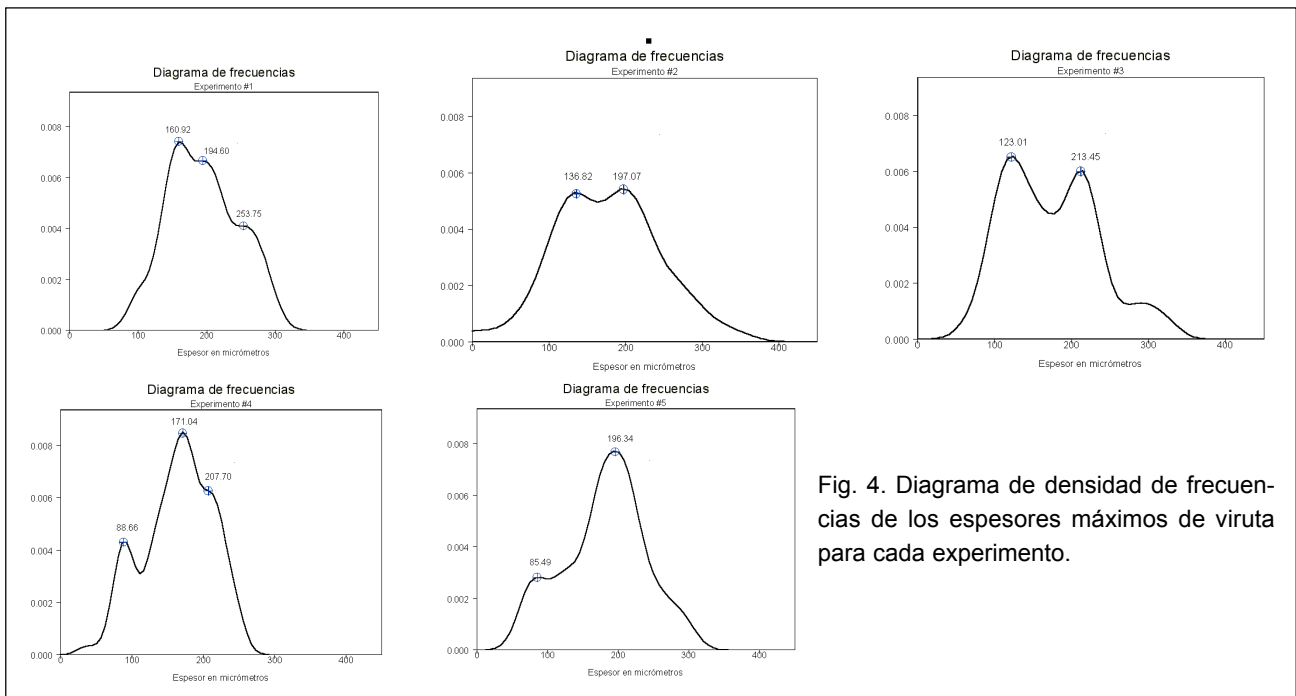 Diagrama de frecuencias
Experimento #1
160.92
194.60
253.75
0.008
0.006
0.004
0.002
0.000
0 100 200 300 400
Espesor en micrómetros
Diagrama de frecuencias
Experimento #2
136.82
197.07
0.008
0.006
0.004
0.002
0.000
0 100 200 300 400
Espesor en micrómetros
Diagrama de frecuencias
Experimento #3
123.01
213.45
0.008
0.006
0.004
0.002
0.000
0 100 200 300 400
Espesor en micrómetros
Diagrama de frecuencias
Experimento #4
171.04
207.70
88.66
0.008
0.006
0.004
0.002
0.000
0 100 200 300 400
Espesor en micrómetros
Diagrama de frecuencias
Experimento #5
196.34
85.49
0.008
0.006
0.004
0.002
0.000
0 100 200 300 400
Espesor en micrómetros
Fig. 4. Diagrama de densidad de frecuen-
cias de los espesores máximos de viruta
para cada experimento.